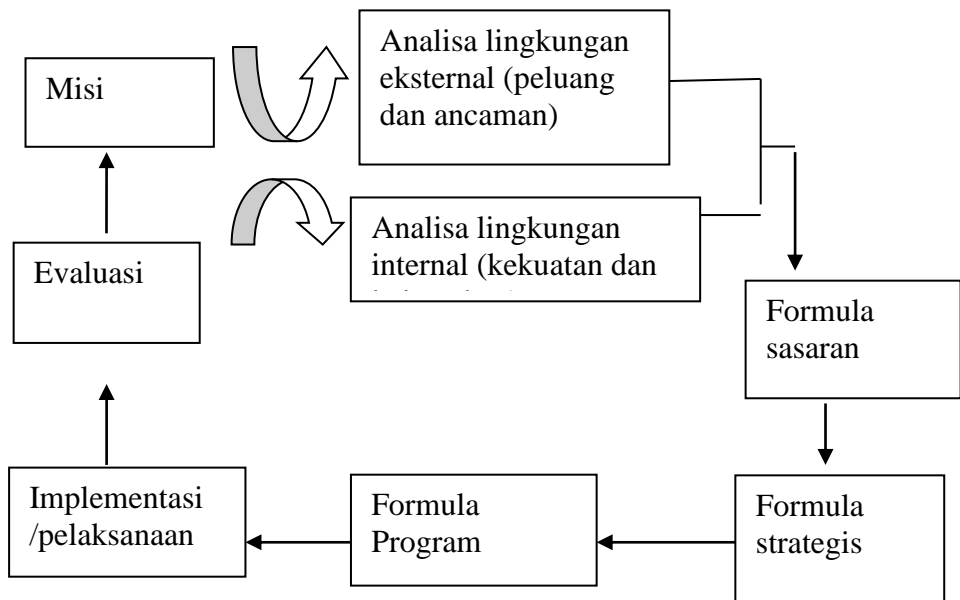 Misi
Analisa lingkungan
eksternal (peluang
dan ancaman)
Analisa lingkungan
internal (kekuatan dan
Evaluasi
Formula
sasaran
Formula
strategis
Formula
Program
Implementasi
/pelaksanaan